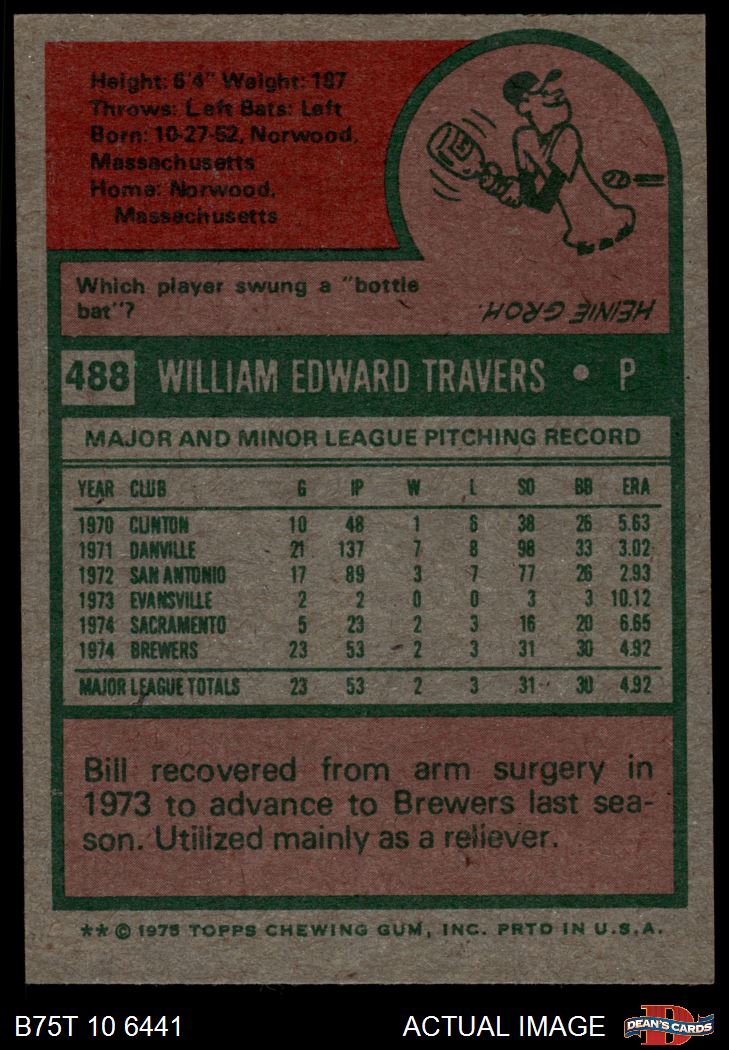 Height: 6'4" Weight: 187
Throws: Left Bats: Left
Born: 10-27-52, Norwood,
Massachusetts
Home: Norwood,
Massachusetts
Which player swung a "bottle
bat"?
HEINIE GROH.
488 WILLIAM EDWARD TRAVERS • P
MAJOR AND MINOR LEAGUE PITCHING RECORD
YEAR CLUB G IP W L SO BB ERA
1970 CLINTON 10 48 1 6 38 26 5.63
1971 DANVILLE 21 137 7 8 98 33 3.02
1972 SAN ANTONIO 17 89 3 7 77 26 2.93
1973 EVANSVILLE 2 2 0 0 3 3 10.12
1974 SACRAMENTO 5 23 2 3 16 20 6.65
1974 BREWERS 23 53 2 3 31 30 4.92
MAJOR LEAGUE TOTALS 23 53 2 3 31 30 4.92
Bill recovered from arm surgery in
1973 to advance to Brewers last sea-
son. Utilized mainly as a reliever.
** © 1975 TOPPS CHEWING GUM, INC. PRTD IN U.S.A.
B75T 10 6441 ACTUAL IMAGE DEAN'S CARDS